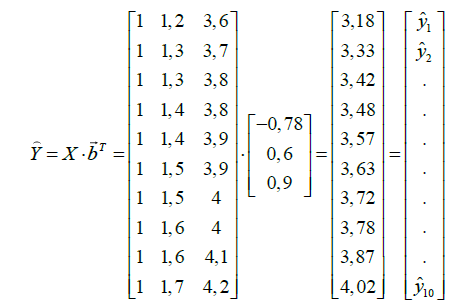 1 1,2 3,6 3,18 ŷ₁
1 1,3 3,7 3,33 ŷ₂
1 1,3 3,8 3,42 .
1 1,4 3,8 3,48 .
1 1,4 3,9 −0,78 3,57 .
Ŷ = X · b⃗ᵀ = 1 1,5 3,9 · 0,6 = 3,63 = .
1 1,5 4 0,9 3,72 .
1 1,6 4 3,78 .
1 1,6 4,1 3,87 .
1 1,7 4,2 4,02 ŷ₁₀